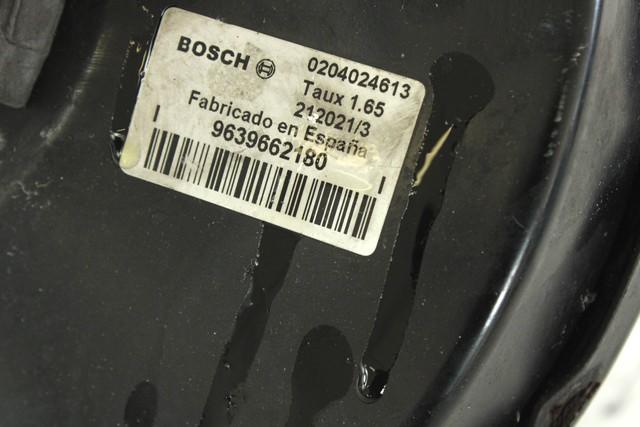 BOSCH 0204024613
Taux 1.65
212021/3
Fabricado en España
9639662180